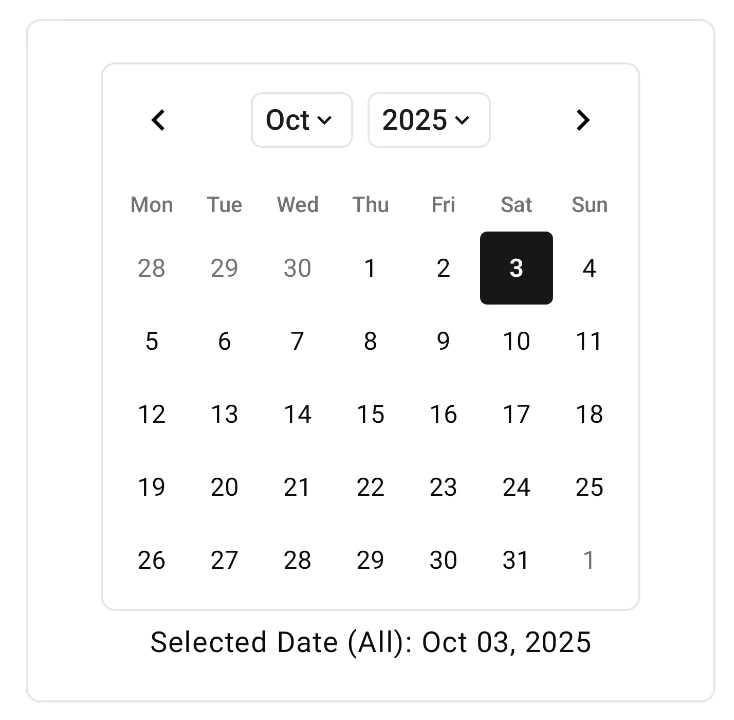 Oct 2025
Mon Tue Wed Thu Fri Sat Sun
28 29 30 1 2 3 4
5 6 7 8 9 10 11
12 13 14 15 16 17 18
19 20 21 22 23 24 25
26 27 28 29 30 31 1
Selected Date (All): Oct 03, 2025